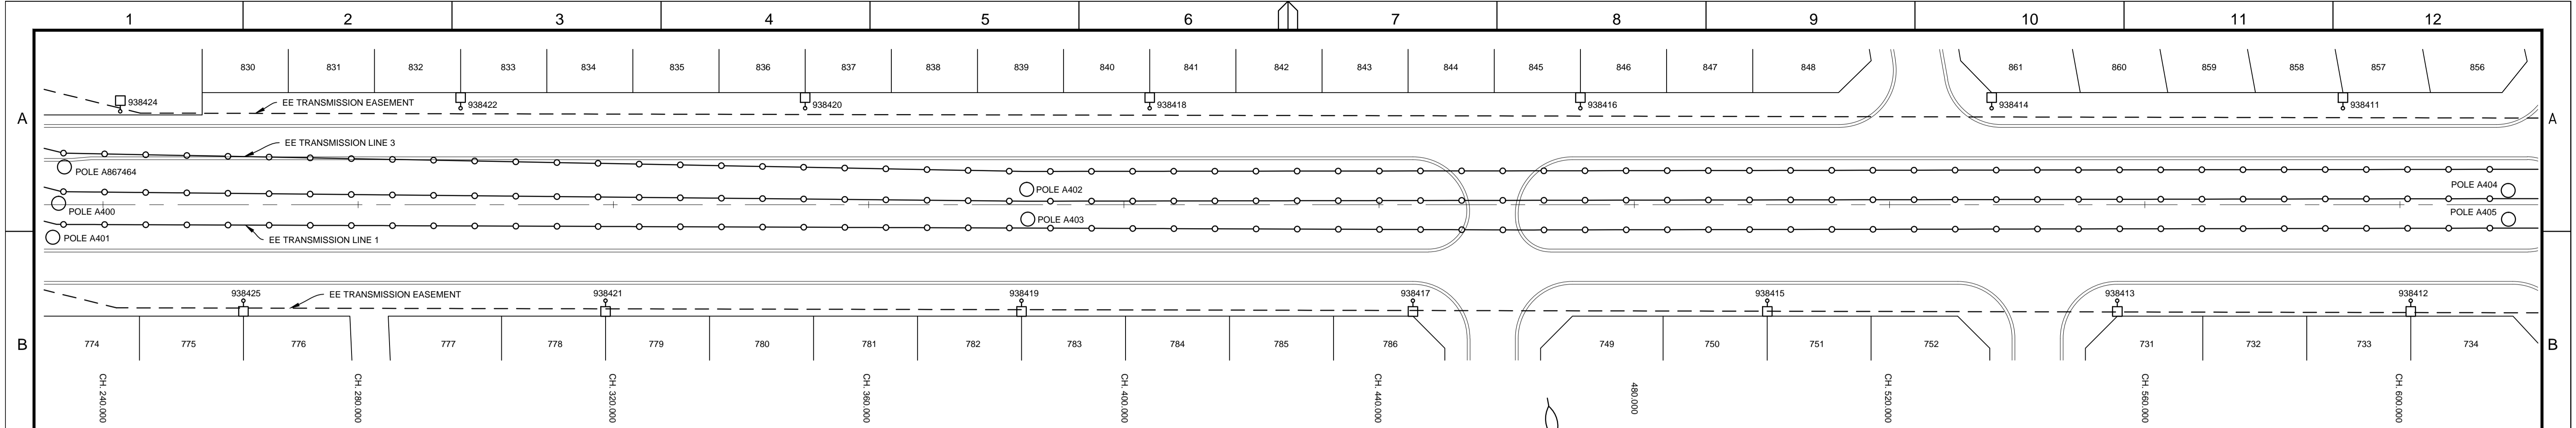 1 2 3 4 5 6 7 8 9 10 11 12
830 831 832 833 834 835 836 837 838 839 840 841 842 843 844 845 846 847 848 861 860 859 858 857 856
938424 EE TRANSMISSION EASEMENT 938422 938420 938418 938416 938414 938411
A A
EE TRANSMISSION LINE 3
POLE A867464
POLE A402 POLE A404
POLE A400
POLE A403 POLE A405
POLE A401 EE TRANSMISSION LINE 1
938425 EE TRANSMISSION EASEMENT 938421 938419 938417 938415 938413 938412
B 774 775 776 777 778 779 780 781 782 783 784 785 786 749 750 751 752 731 732 733 734 B
CH. 240.000
CH. 280.000
CH. 320.000
CH. 360.000
CH. 400.000
CH. 440.000
480.000
CH. 520.000
CH. 560.000
CH. 600.000